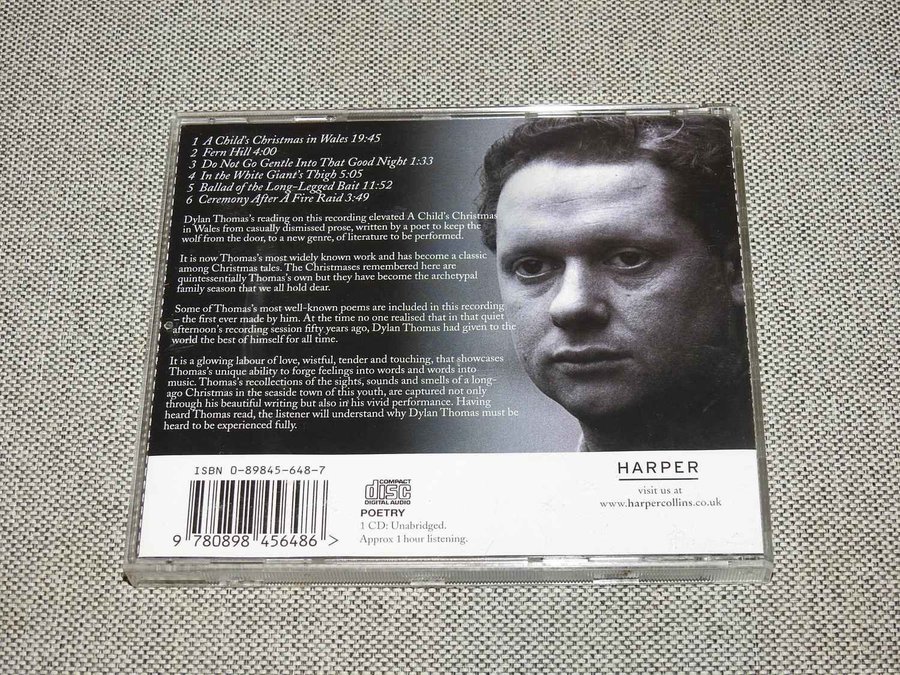 1 A Child's Christmas in Wales 19:45
2 Fern Hill 4:00
3 Do Not Go Gentle Into That Good Night 1:33
4 In the White Giant's Thigh 5:05
5 Ballad of the Long-Legged Bait 11:52
6 Ceremony After A Fire Raid 3:49
Dylan Thomas's reading on this recording elevated A Child's Christmas
in Wales from casually dismissed prose, written by a poet to keep the
wolf from the door, to a new genre, of literature to be performed.
It is now Thomas's most widely known work and has become a classic
among Christmas tales. The Christmases remembered here are
quintessentially Thomas's own but they have become the archetypal
family season that we all hold dear.
Some of Thomas's most well-known poems are included in this recording
– the first ever made by him. At the time no one realised that in that quiet
afternoon's recording session fifty years ago, Dylan Thomas had given to the
world the best of himself for all time.
It is a glowing labour of love, wistful, tender and touching, that showcases
Thomas's unique ability to forge feelings into words and words into
music. Thomas's recollections of the sights, sounds and smells of a long-
ago Christmas in the seaside town of this youth, are captured not only
through his beautiful writing but also in his vivid performance. Having
heard Thomas read, the listener will understand why Dylan Thomas must be
heard to be experienced fully.
ISBN 0-89845-648-7
9 780898 456486 >
COMPACT
disc
DIGITAL AUDIO
POETRY
1 CD: Unabridged.
Approx 1 hour listening.
HARPER
visit us at
www.harpercollins.co.uk